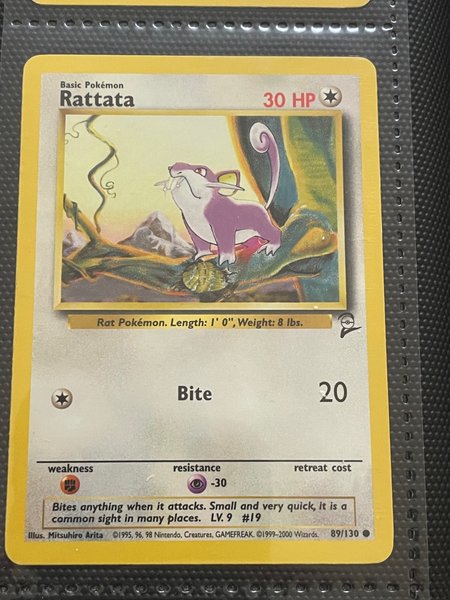 Basic Pokémon
Rattata 30 HP
Rat Pokémon. Length: 1' 0", Weight: 8 lbs.
Bite 20
weakness resistance retreat cost
-30
Bites anything when it attacks. Small and very quick, it is a
common sight in many places. LV. 9 #19
Illus. Mitsuhiro Arita ©1995, 96, 98 Nintendo, Creatures, GAMEFREAK. ©1999-2000 Wizards. 89/130